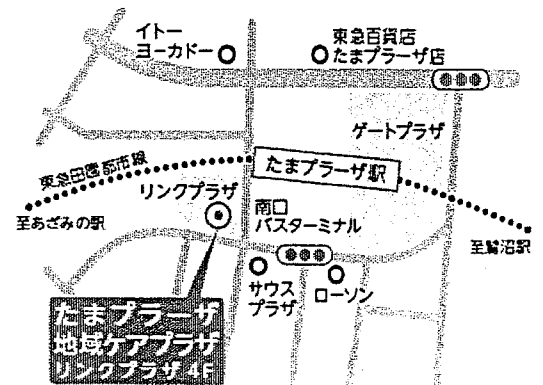 イトー
ヨーカドー
東急百貨店
たまプラーザ店
ゲートプラザ
東急田園都市線
たまプラーザ駅
リンクプラザ
南口
バスターミナル
至あざみの駅
至鷺沼駅
サウス
プラザ
ローソン
たまプラーザ
地域ケアプラザ
リンクプラザ 4F